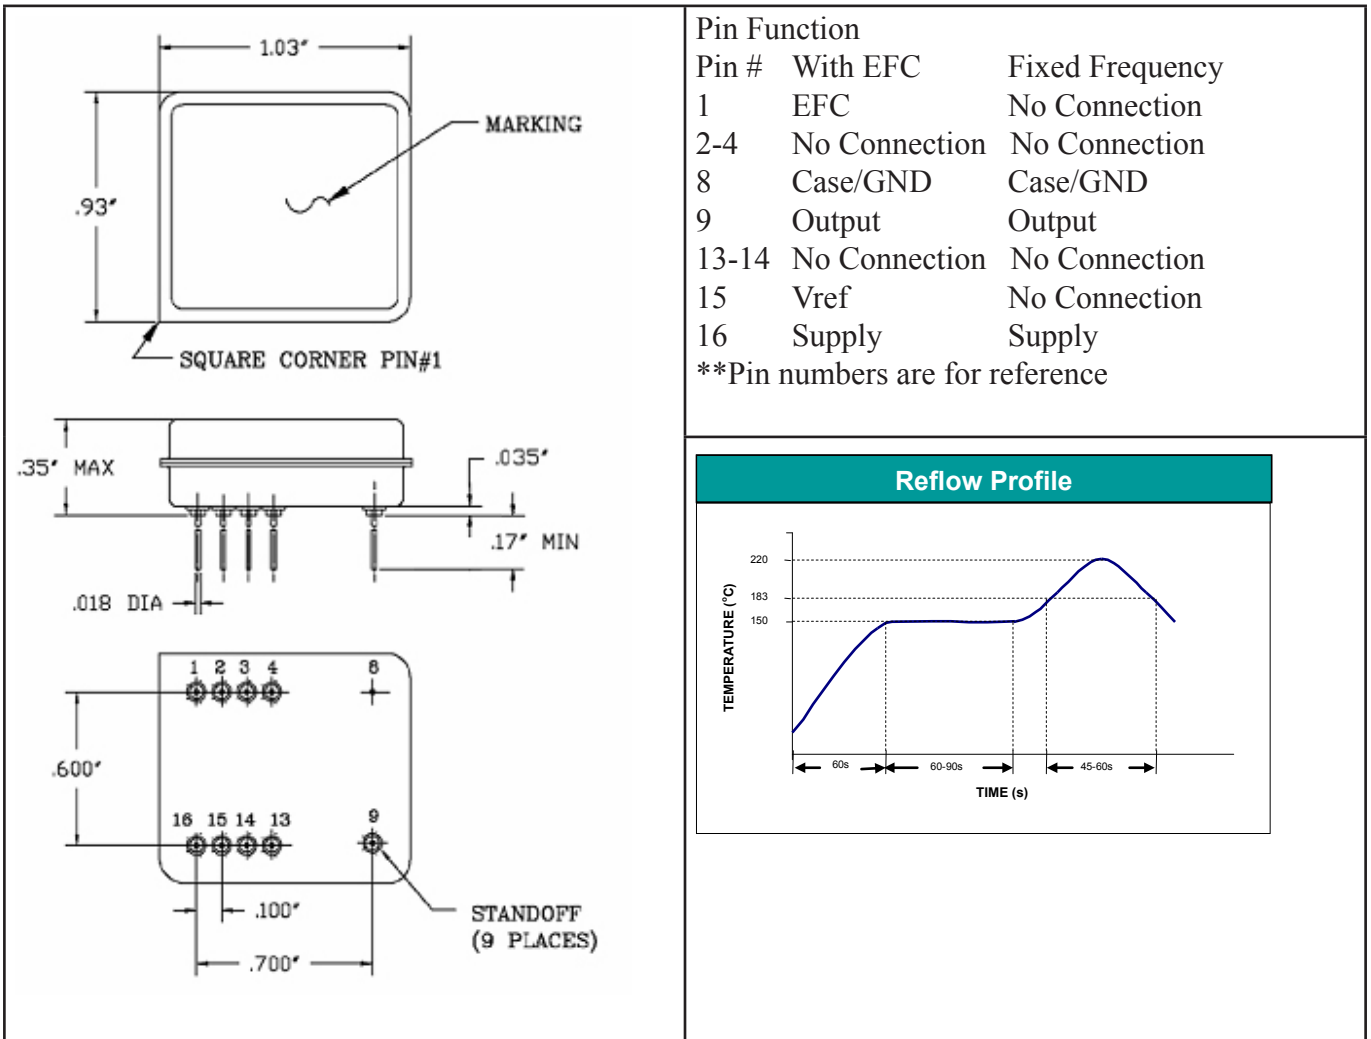 1.03"
MARKING
.93"
SQUARE CORNER PIN#1
.35" MAX
.035"
.17" MIN
.018 DIA
1 2 3 4 8
.600"
16 15 14 13 9
.100"
STANDOFF
(9 PLACES)
.700"
Pin Function
Pin # With EFC Fixed Frequency
1 EFC No Connection
2-4 No Connection No Connection
8 Case/GND Case/GND
9 Output Output
13-14 No Connection No Connection
15 Vref No Connection
16 Supply Supply
**Pin numbers are for reference
Reflow Profile
220
183
150
TEMPERATURE (°C)
60s 60-90s 45-60s
TIME (s)